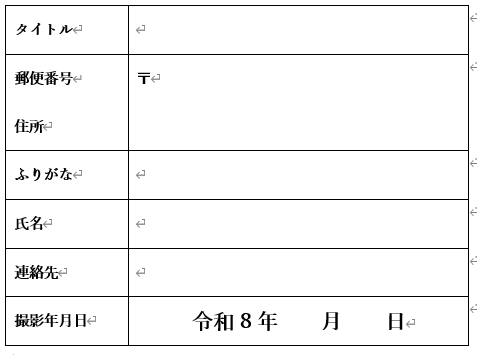 タイトル
郵便番号 〒
住所
ふりがな
氏名
連絡先
撮影年月日 令和 8 年　　月　　日